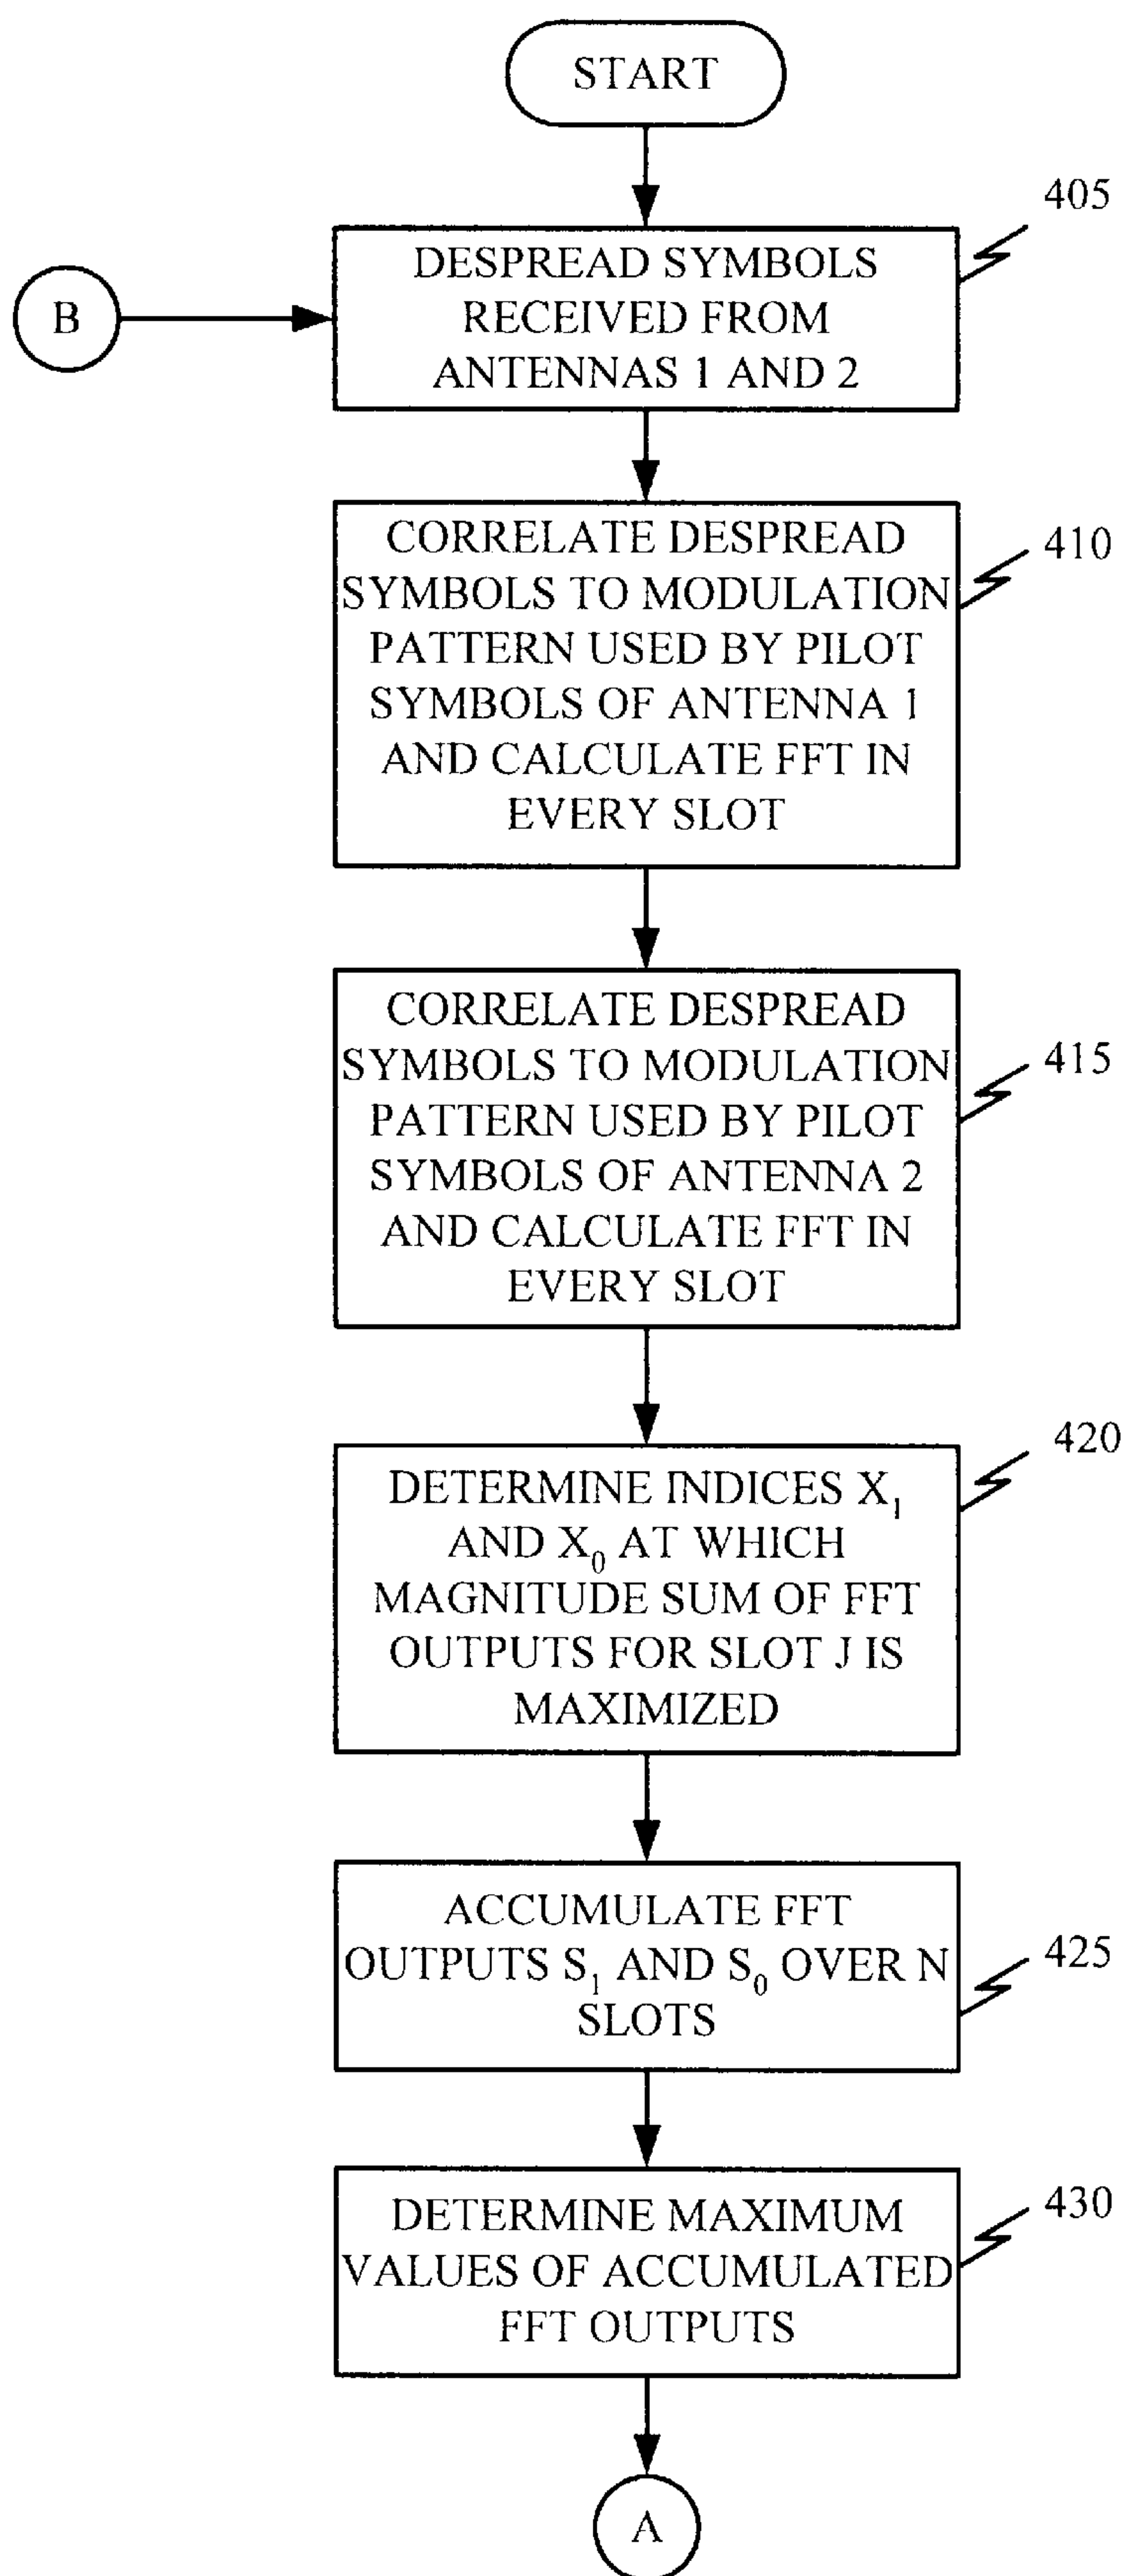 START
405
B
DESPREAD SYMBOLS
RECEIVED FROM
ANTENNAS 1 AND 2
410
CORRELATE DESPREAD
SYMBOLS TO MODULATION
PATTERN USED BY PILOT
SYMBOLS OF ANTENNA 1
AND CALCULATE FFT IN
EVERY SLOT
415
CORRELATE DESPREAD
SYMBOLS TO MODULATION
PATTERN USED BY PILOT
SYMBOLS OF ANTENNA 2
AND CALCULATE FFT IN
EVERY SLOT
420
DETERMINE INDICES X₁
AND X₀ AT WHICH
MAGNITUDE SUM OF FFT
OUTPUTS FOR SLOT J IS
MAXIMIZED
425
ACCUMULATE FFT
OUTPUTS S₁ AND S₀ OVER N
SLOTS
430
DETERMINE MAXIMUM
VALUES OF ACCUMULATED
FFT OUTPUTS
A